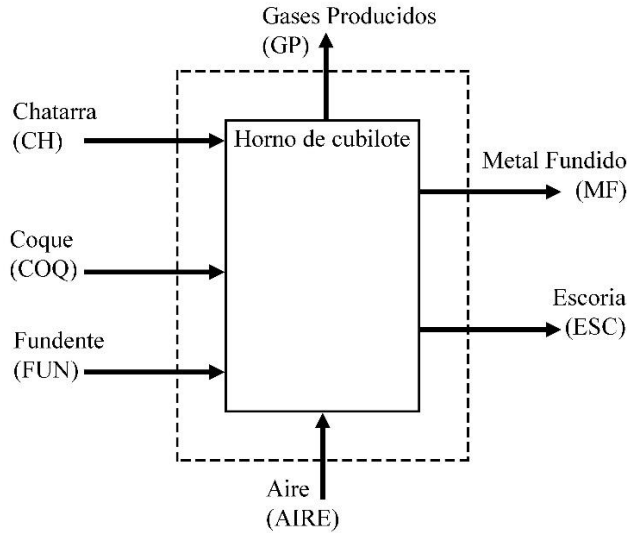 Gases Producidos
(GP)
Chatarra
(CH)
Horno de cubilote
Metal Fundido
(MF)
Coque
(COQ)
Escoria
(ESC)
Fundente
(FUN)
Aire
(AIRE)